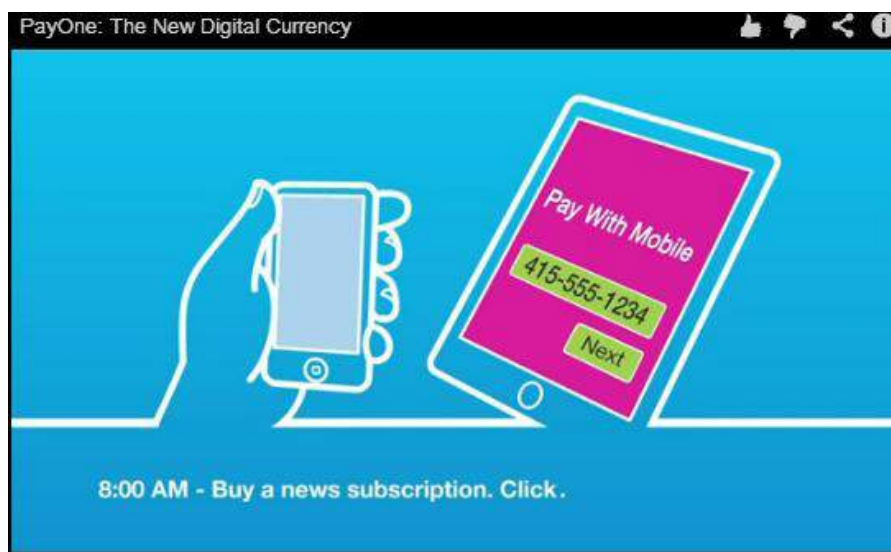 PayOne: The New Digital Currency
Pay With Mobile
415-555-1234
Next
8:00 AM - Buy a news subscription. Click.